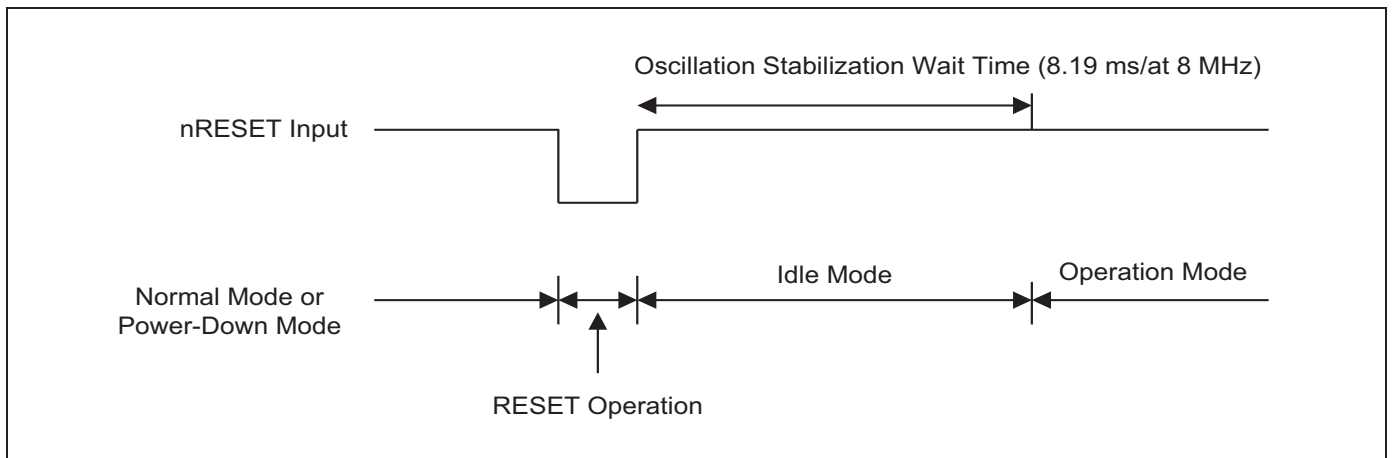 Oscillation Stabilization Wait Time (8.19 ms/at 8 MHz)
nRESET Input
Idle Mode
Operation Mode
Normal Mode or
Power-Down Mode
RESET Operation